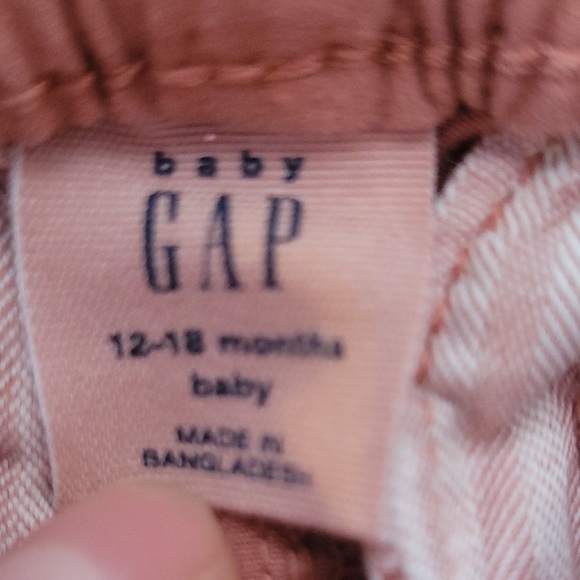 baby
GAP
12-18 months
baby
MADE IN
BANGLADESH